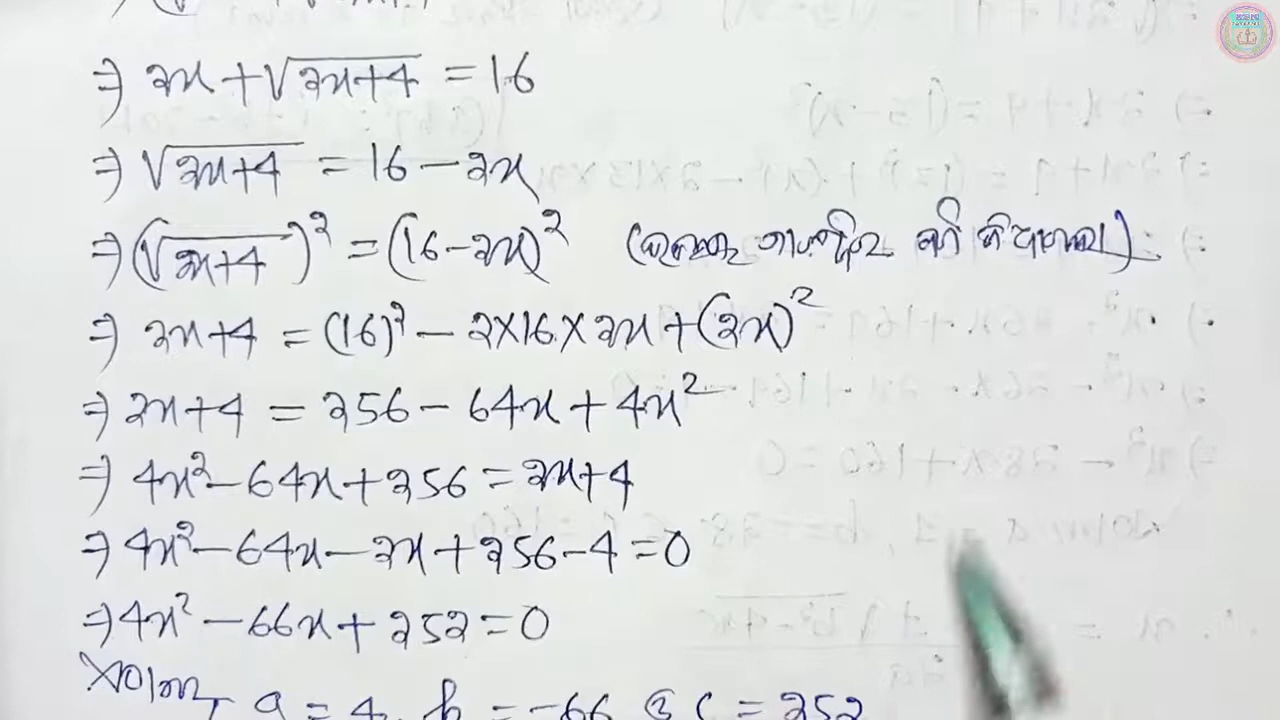 ⇒ 2x + √2x+4 = 16
⇒ √2x+4 = 16 − 2x
⇒ (√2x+4)² = (16−2x)²
⇒ 2x+4 = (16)² − 2×16×2x + (2x)²
⇒ 2x+4 = 256 − 64x + 4x²
⇒ 4x² − 64x + 256 = 2x+4
⇒ 4x² − 64x − 2x + 256 − 4 = 0
⇒ 4x² − 66x + 252 = 0
a = 4, b = −66 ଓ c = 252